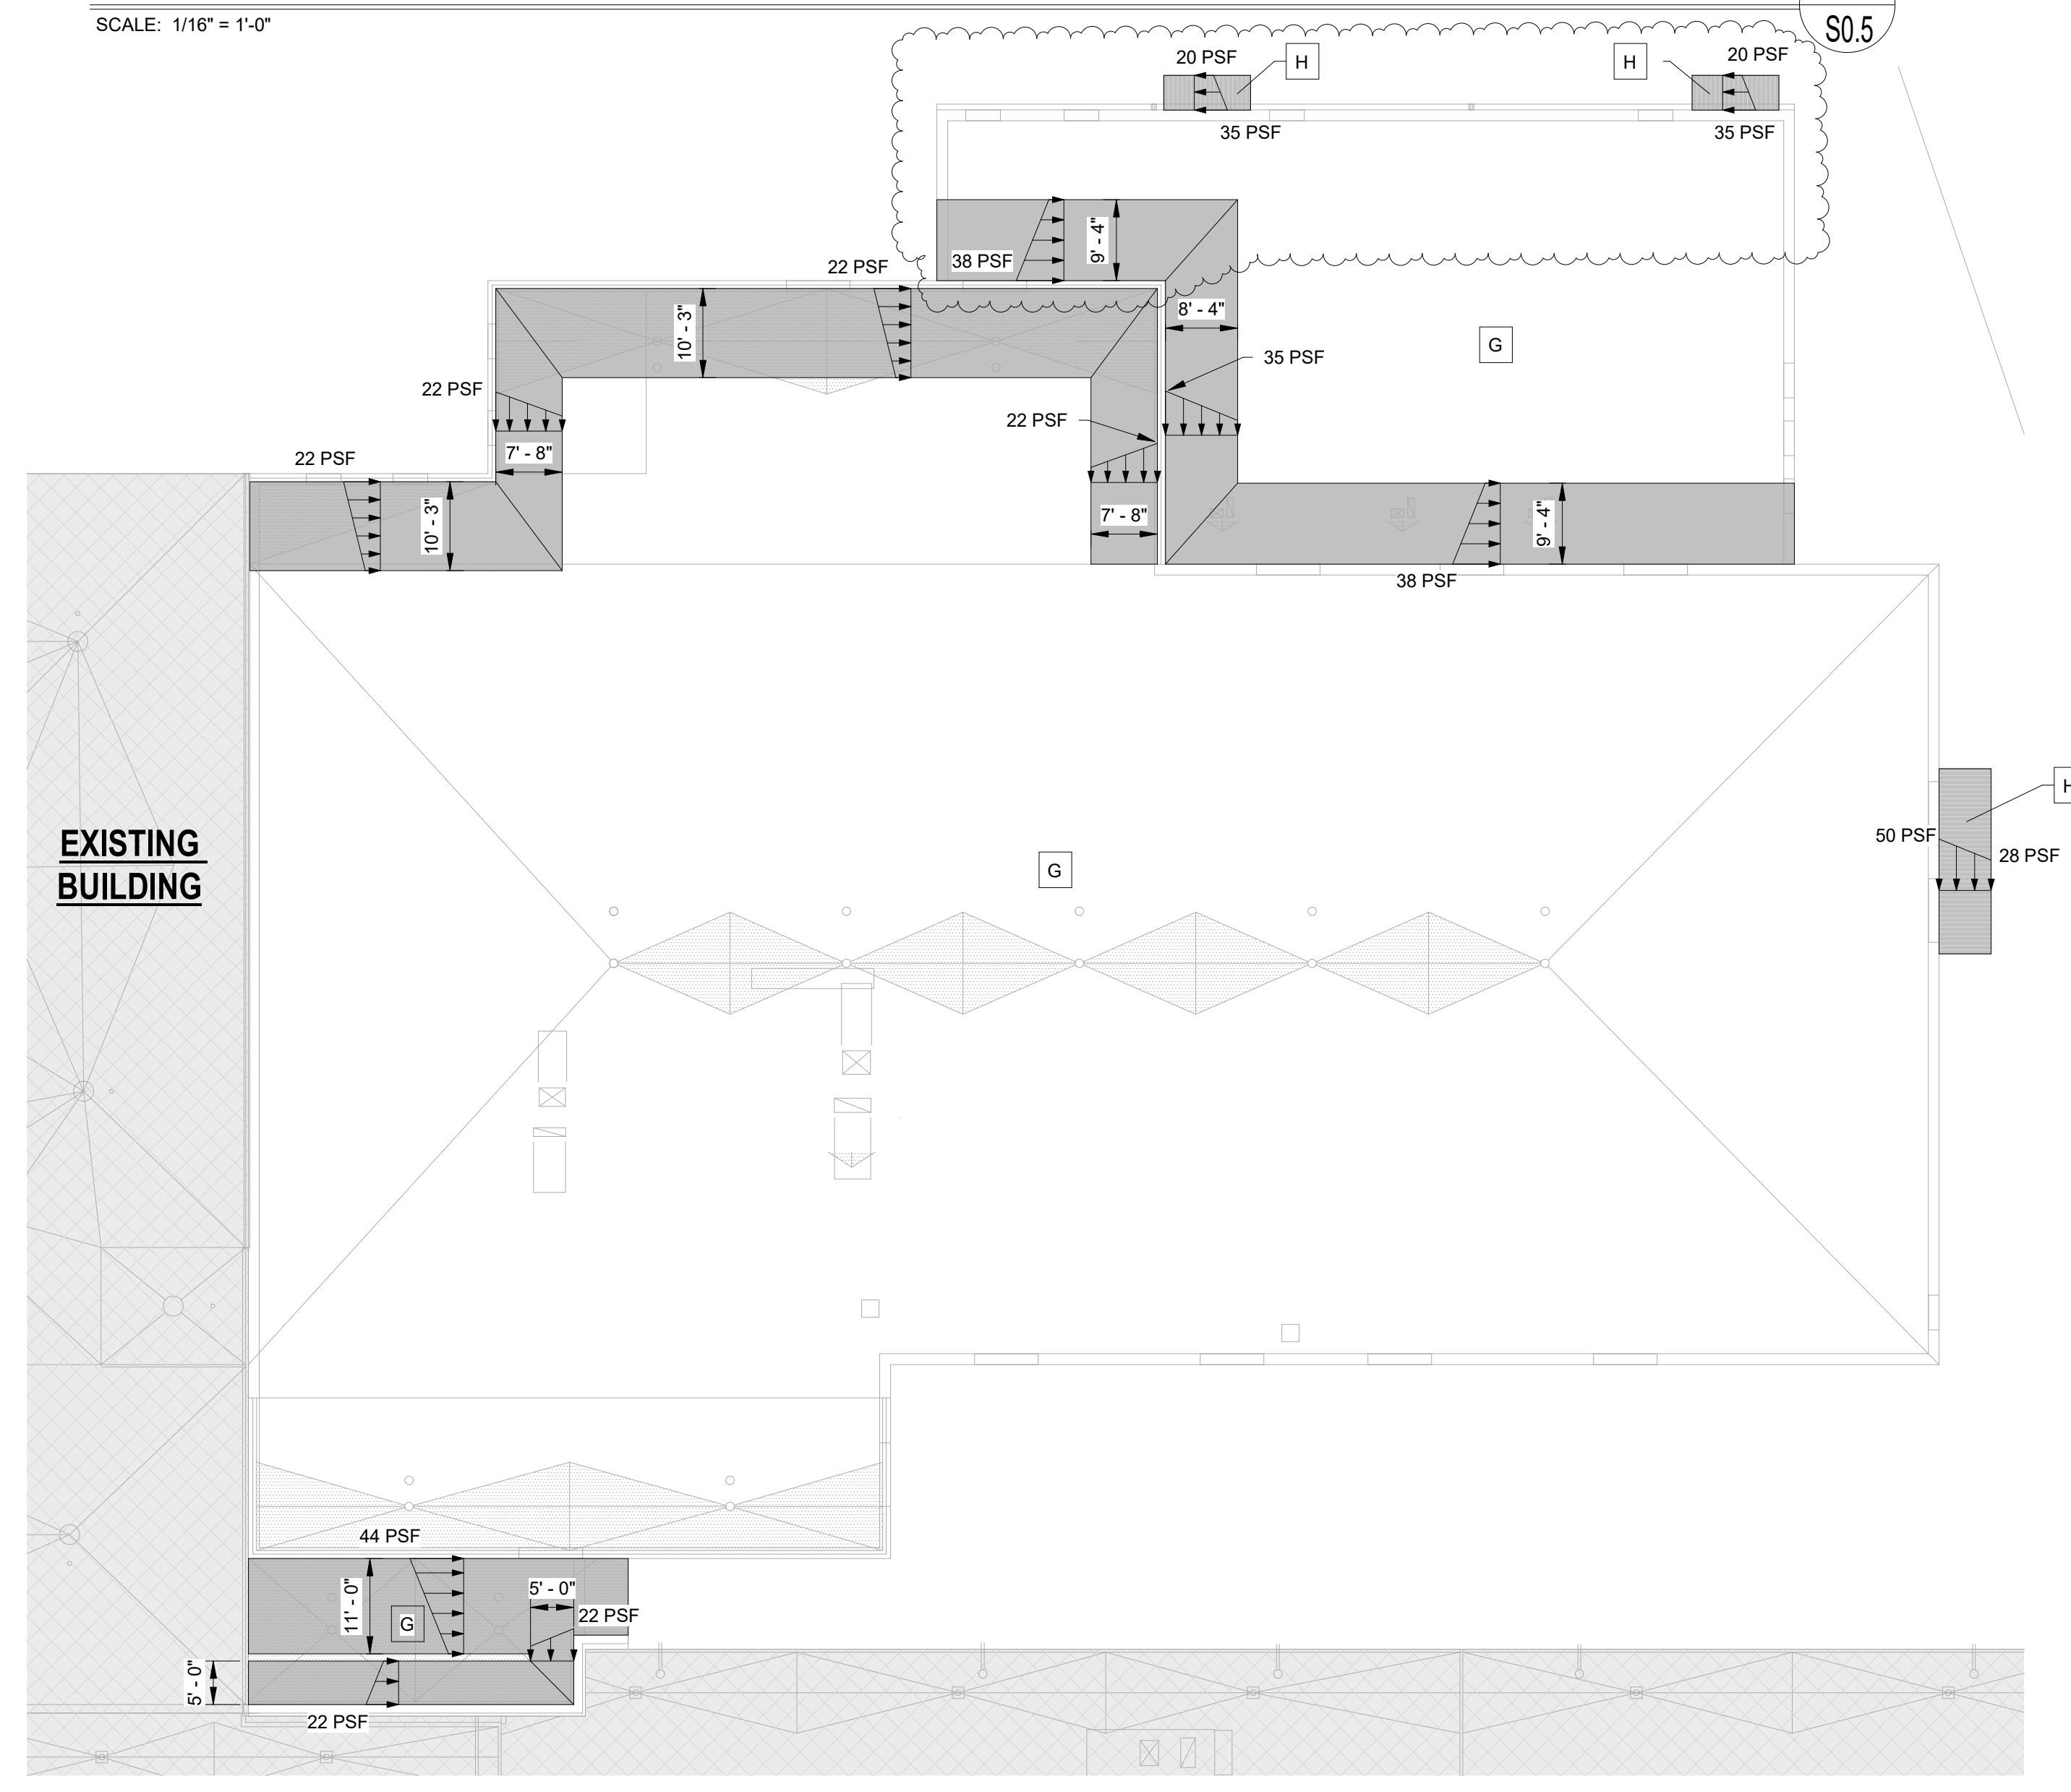 SCALE: 1/16" = 1'-0"
S0.5
20 PSF
H
H
20 PSF
35 PSF
35 PSF
38 PSF
9' - 4"
22 PSF
10' - 3"
8' - 4"
G
35 PSF
22 PSF
22 PSF
7' - 8"
22 PSF
10' - 3"
7' - 8"
9' - 4"
38 PSF
EXISTING
BUILDING
H
50 PSF
28 PSF
G
44 PSF
11' - 0"
5' - 0"
G
22 PSF
5' - 0"
22 PSF